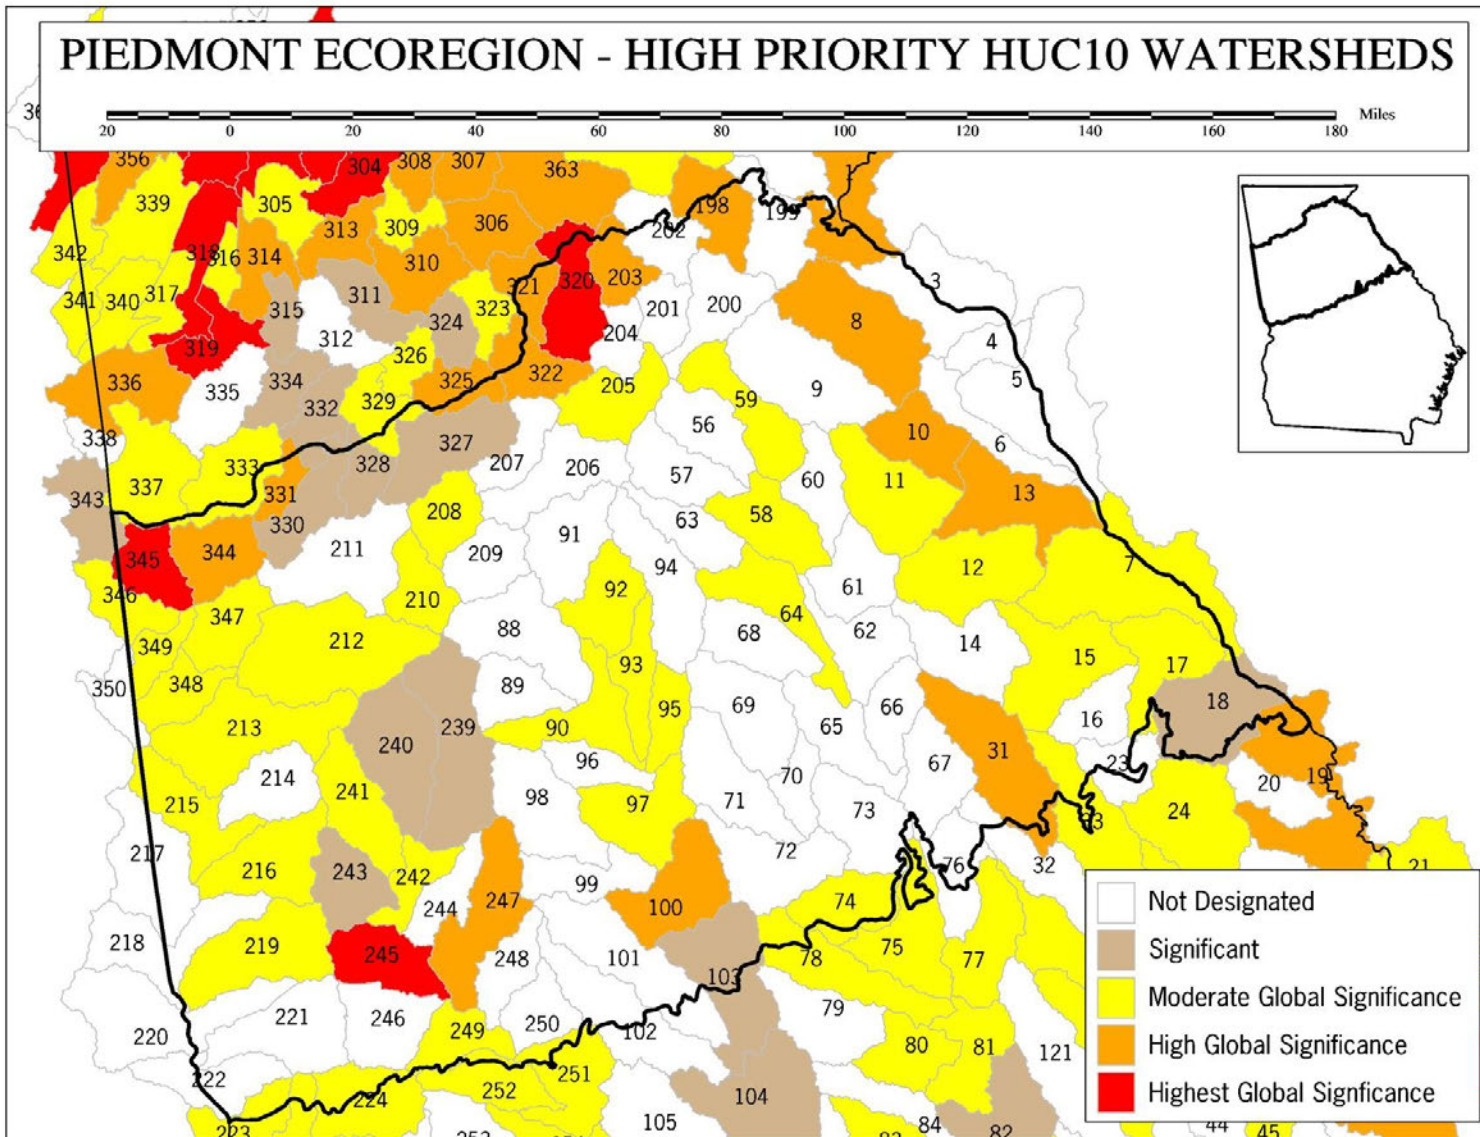 PIEDMONT ECOREGION - HIGH PRIORITY HUC10 WATERSHEDS
20 0 20 40 60 80 100 120 140 160 180 Miles
356 304 308 307 363 1
339 305 198 199
342 318 316 314 313 309 306 202
310 3
341 340 317 315 311 321 320 203
323 201 200
319 312 324 204 8 4
326
336 335 334 325 322 205 9 5
332 329 59
338 333 327 56 10 6
343 337 331 328 207 206 57 60 11 13
330 208 58
345 344 211 209 91 63
346 210 92 94 61 12 7
347 212 88 64
349 68 62 14
350 348 93 15 17
213 240 239 89 90 95 69 65 66 16 18
214 96 31
215 241 98 97 70 67 23 20 19
217 71 73 33 24
216 243 242 99 72 76 32 21
244 247 100 74
218 219 245 248 101 103 78 75 77
220 221 246 249 250 102 79
222 251 80 81 121
224 252 104
223 105 84 82 44 45
Not Designated
Significant
Moderate Global Significance
High Global Significance
Highest Global Signficance